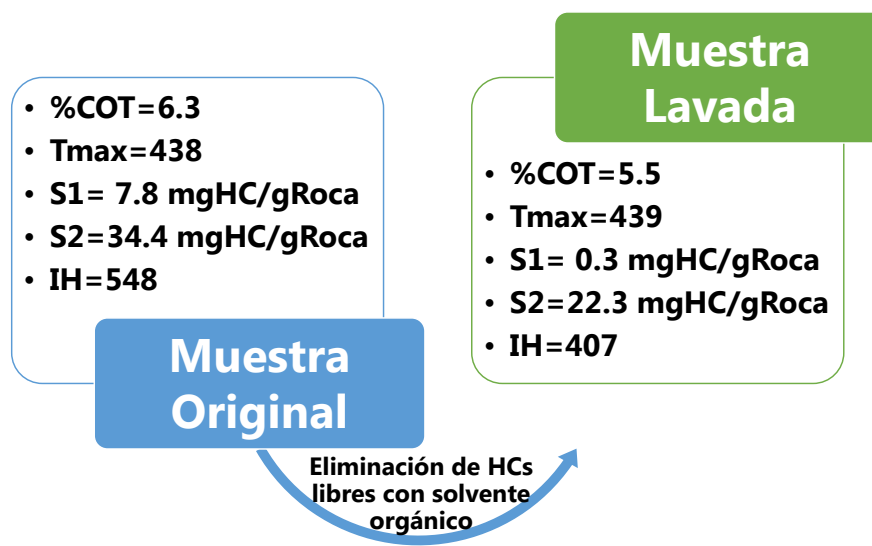 • %COT=6.3
• Tmax=438
• S1= 7.8 mgHC/gRoca
• S2=34.4 mgHC/gRoca
• IH=548
Muestra
Original
Muestra
Lavada
• %COT=5.5
• Tmax=439
• S1= 0.3 mgHC/gRoca
• S2=22.3 mgHC/gRoca
• IH=407
Eliminación de HCs
libres con solvente
orgánico